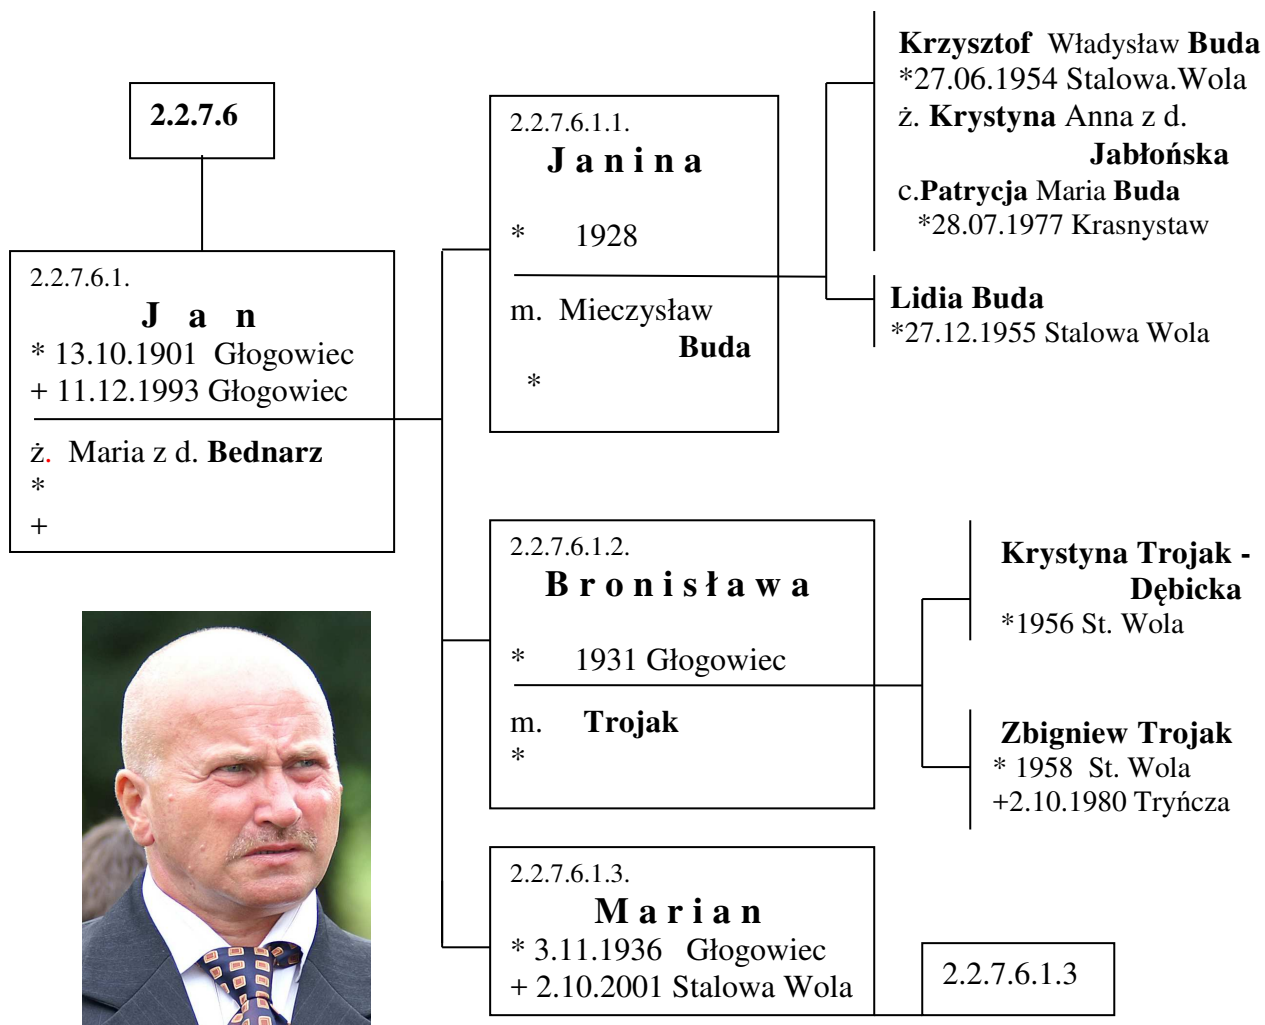 2.2.7.6
2.2.7.6.1.
J a n
* 13.10.1901 Głogowiec
+ 11.12.1993 Głogowiec
ż. Maria z d. Bednarz
*
+
2.2.7.6.1.1.
J a n i n a
* 1928
m. Mieczysław
Buda
*
Krzysztof Władysław Buda
*27.06.1954 Stalowa.Wola
ż. Krystyna Anna z d.
Jabłońska
c.Patrycja Maria Buda
*28.07.1977 Krasnystaw
Lidia Buda
*27.12.1955 Stalowa Wola
2.2.7.6.1.2.
B r o n i s ł a w a
* 1931 Głogowiec
m. Trojak
*
Krystyna Trojak -
Dębicka
*1956 St. Wola
Zbigniew Trojak
* 1958 St. Wola
+2.10.1980 Tryńcza
2.2.7.6.1.3.
M a r i a n
* 3.11.1936 Głogowiec
+ 2.10.2001 Stalowa Wola
2.2.7.6.1.3